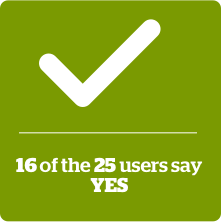 16 of the 25 users say
YES